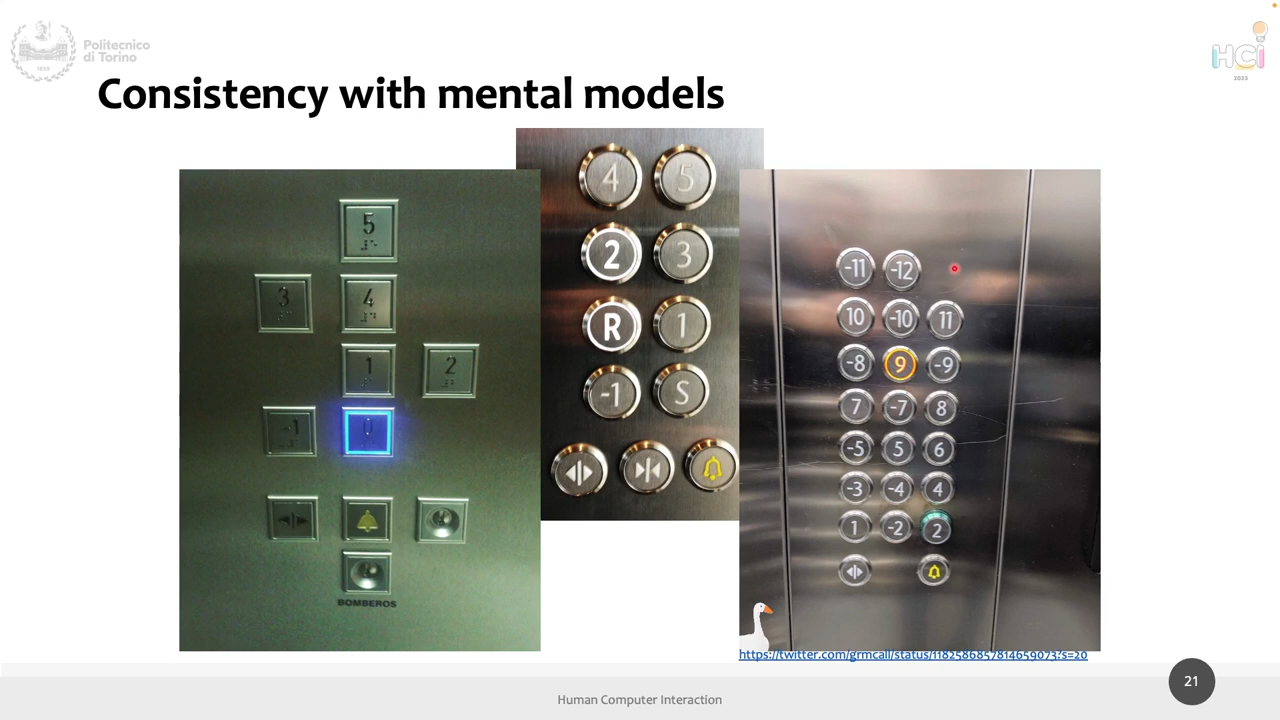 Politecnico
di Torino
1859
HCI
2023
Consistency with mental models
5
3 4
1 2
-1 0
BOMBEROS
4 5
2 3
R 1
-1 S
-11 -12
10 -10 11
-8 9 -9
7 -7 8
-5 5 6
-3 -4 4
1 -2 2
https://twitter.com/grmcall/status/1182586857814659073?s=20
Human Computer Interaction
21